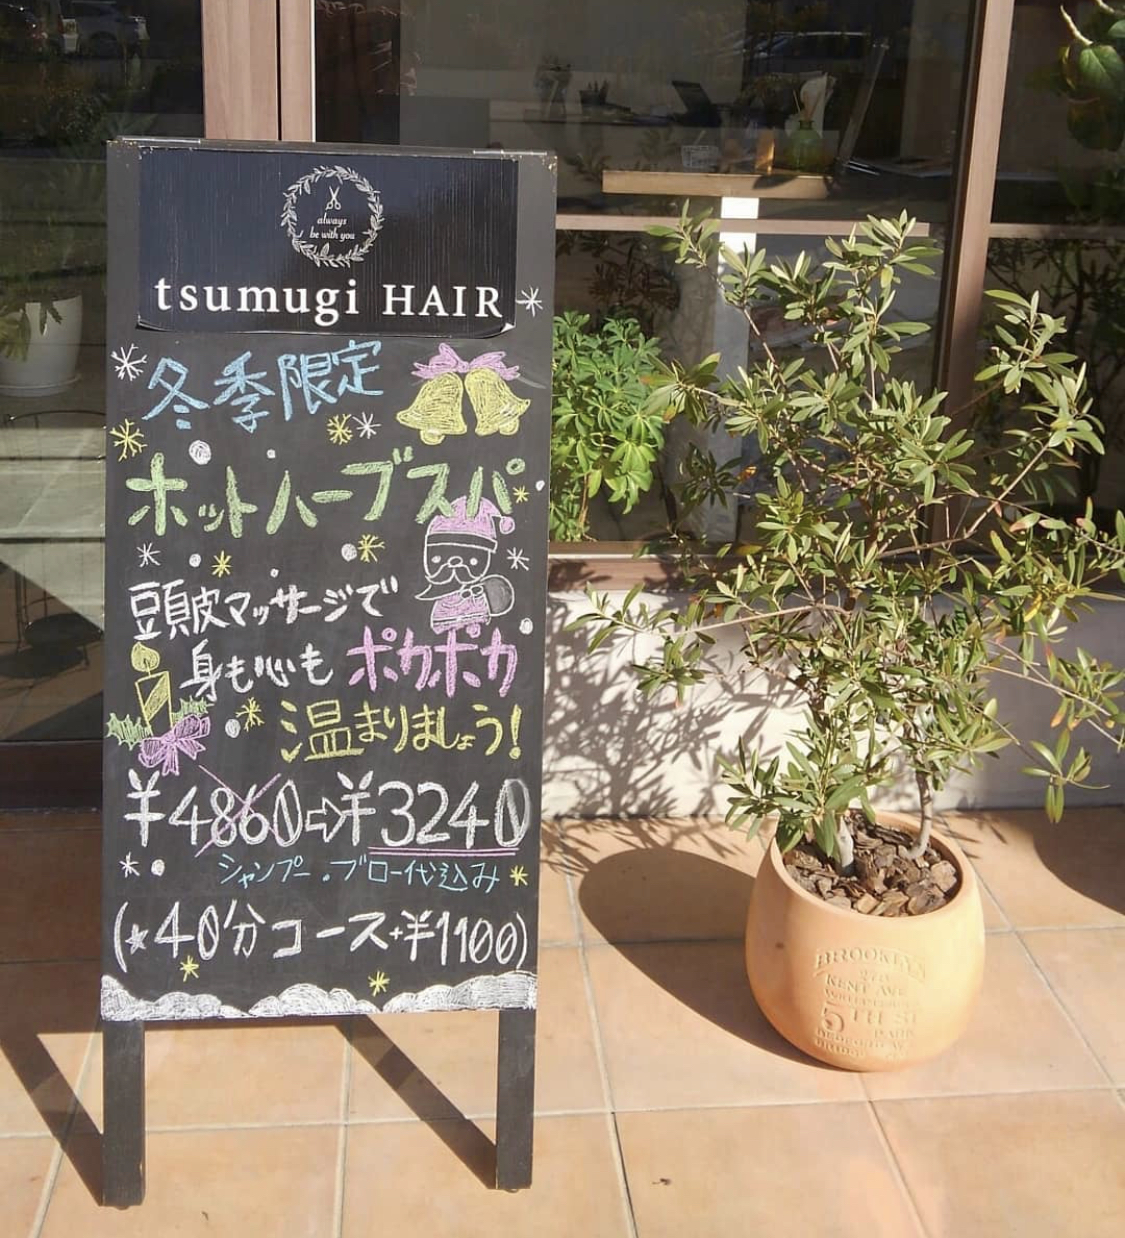 always
be with you
tsumugi HAIR
冬季限定
ホットハーブスパ
頭皮マッサージで
身も心もポカポカ
温まりましょう!
¥4860⇨¥3240
シャンプー・ブロー代込み
(★40分コース+¥1100)
BROOKLYN
KENT AVE
5TH ST